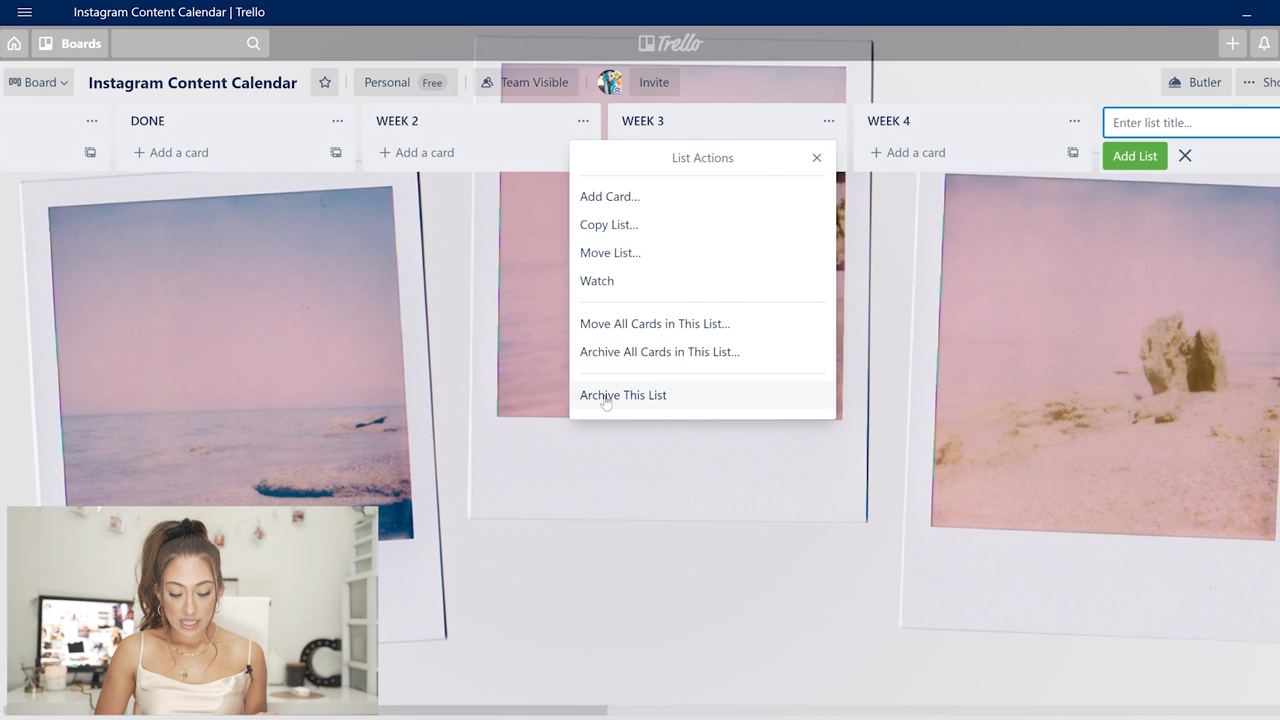 Instagram Content Calendar | Trello
Boards
Trello
Board
Instagram Content Calendar
Personal Free
Team Visible
Invite
Butler
DONE
WEEK 2
WEEK 3
WEEK 4
Enter list title...
+ Add a card
+ Add a card
+ Add a card
Add List
List Actions
Add Card...
Copy List...
Move List...
Watch
Move All Cards in This List...
Archive All Cards in This List...
Archive This List